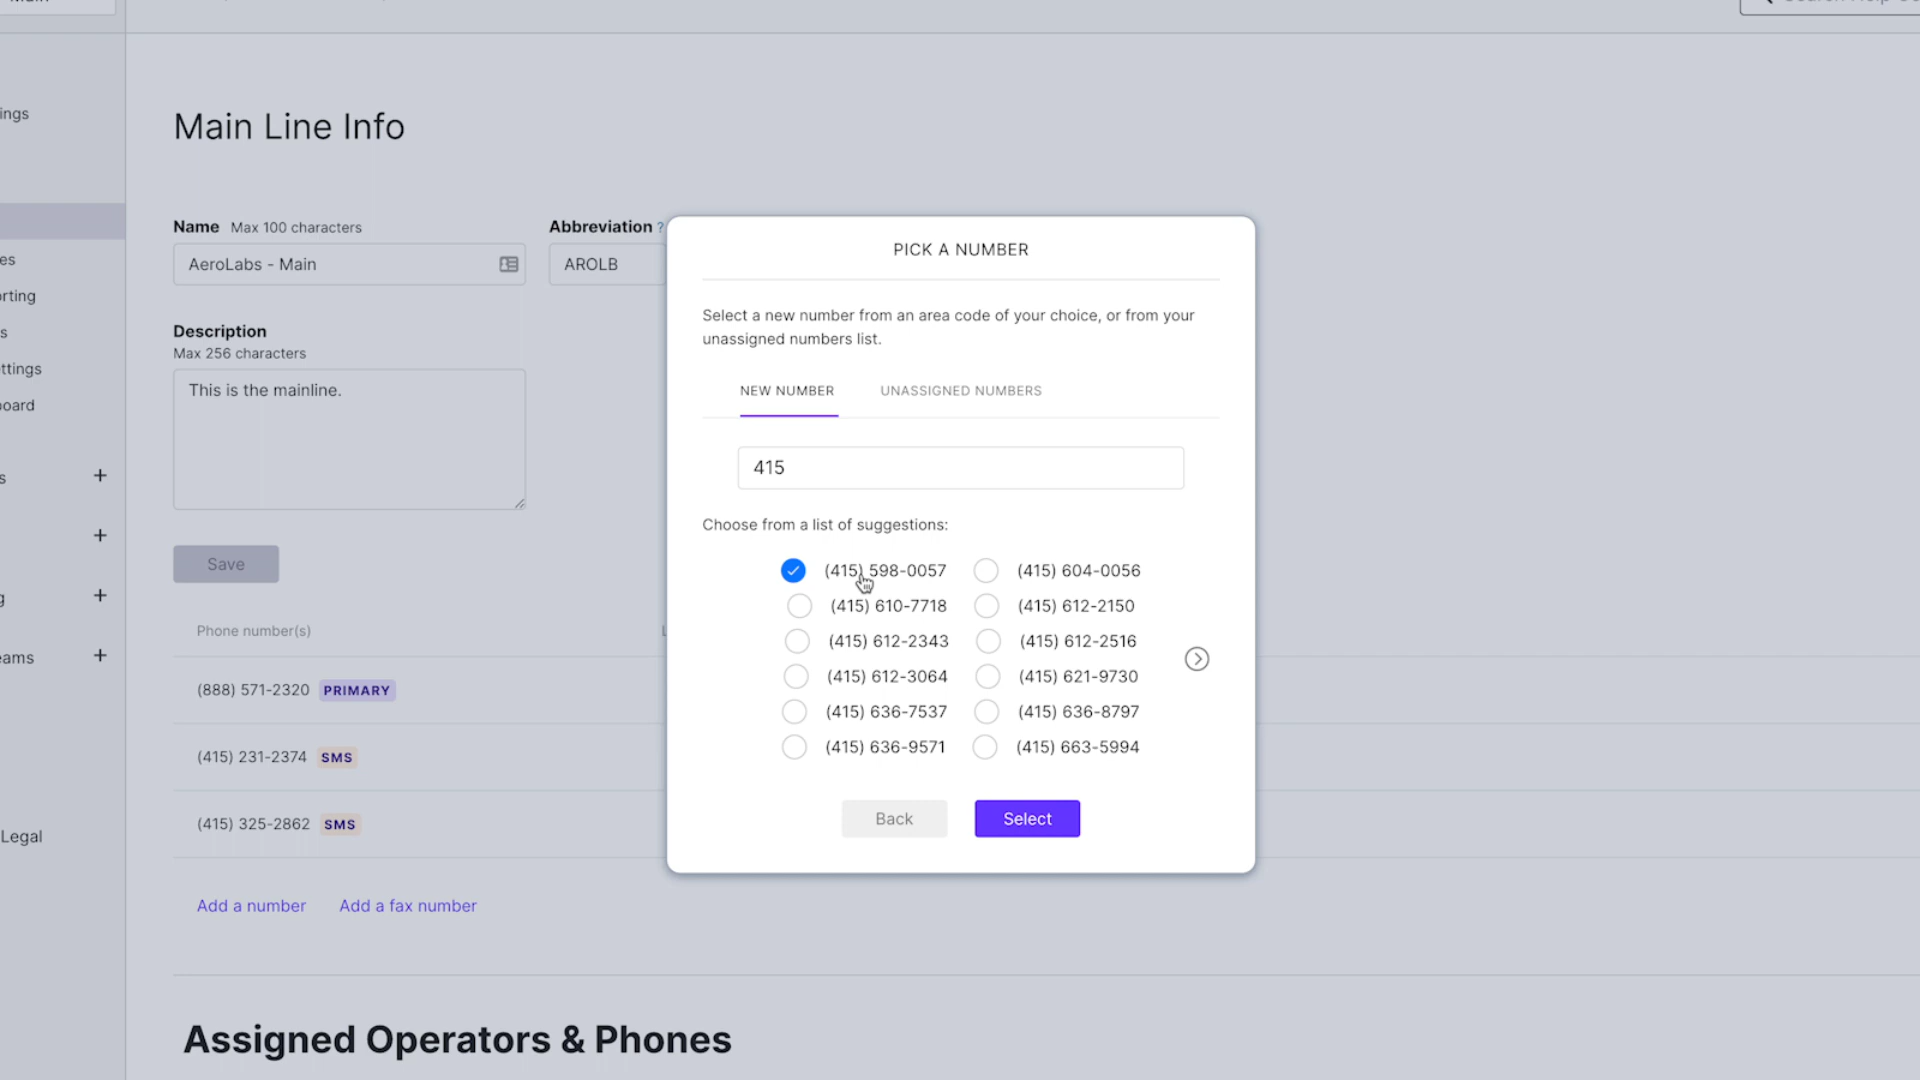 ings
es
rting
s
ttings
board
s
g
eams
Legal
Main Line Info
Name Max 100 characters
Abbreviation ?
AeroLabs - Main
AROLB
Description
Max 256 characters
This is the mainline.
Save
Phone number(s)
(888) 571-2320 PRIMARY
(415) 231-2374 SMS
(415) 325-2862 SMS
Add a number Add a fax number
Assigned Operators & Phones
PICK A NUMBER
Select a new number from an area code of your choice, or from your
unassigned numbers list.
NEW NUMBER UNASSIGNED NUMBERS
415
Choose from a list of suggestions:
(415) 598-0057 (415) 604-0056
(415) 610-7718 (415) 612-2150
(415) 612-2343 (415) 612-2516
(415) 612-3064 (415) 621-9730
(415) 636-7537 (415) 636-8797
(415) 636-9571 (415) 663-5994
Back Select